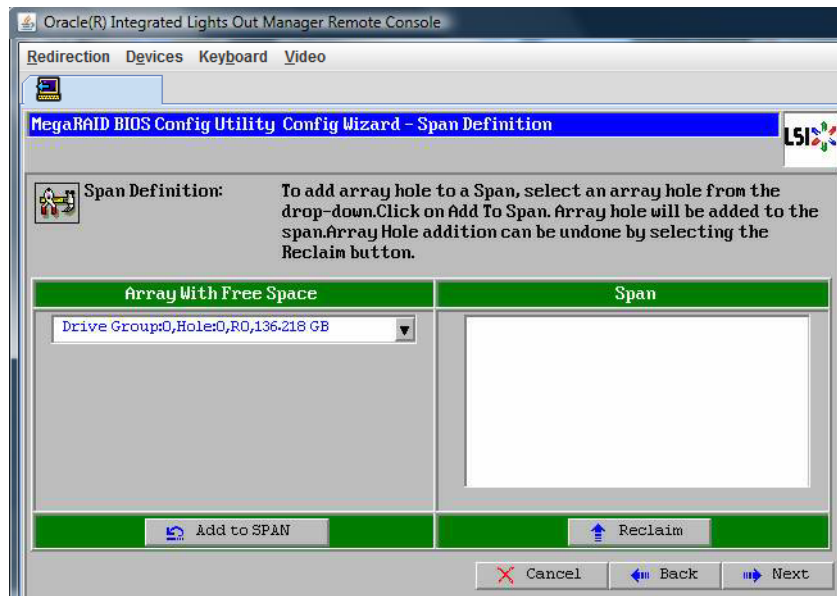 Oracle(R) Integrated Lights Out Manager Remote Console
Redirection Devices Keyboard Video
MegaRAID BIOS Config Utility Config Wizard - Span Definition
LSI
Span Definition:
To add array hole to a Span, select an array hole from the
drop-down.Click on Add To Span. Array hole will be added to the
span.Array Hole addition can be undone by selecting the
Reclaim button.
Array With Free Space
Span
Drive Group:0,Hole:0,R0,136.218 GB
Add to SPAN
Reclaim
Cancel
Back
Next